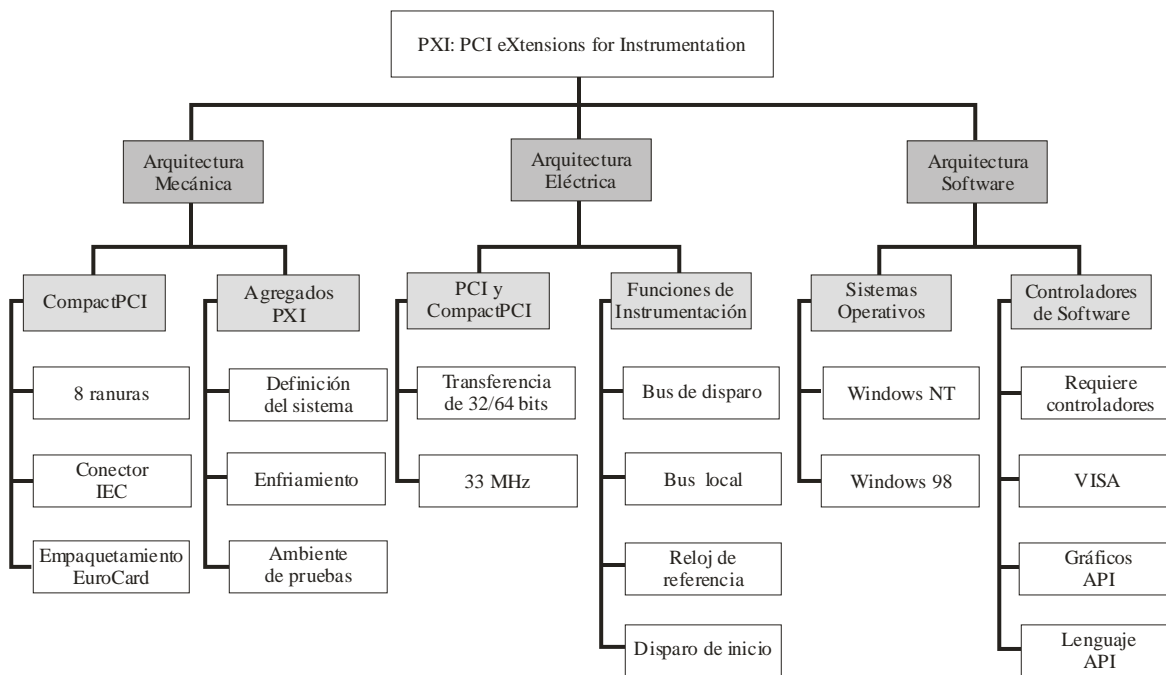 PXI: PCI eXtensions for Instrumentation
Arquitectura
Mecánica
Arquitectura
Eléctrica
Arquitectura
Software
CompactPCI
Agregados
PXI
PCI y
CompactPCI
Funciones de
Instrumentación
Sistemas
Operativos
Controladores
de Software
8 ranuras
Definición
del sistema
Transferencia
de 32/64 bits
Bus de disparo
Windows NT
Requiere
controladores
Conector
IEC
Enfriamiento
33 MHz
Bus local
Windows 98
VISA
Empaquetamiento
EuroCard
Ambiente
de pruebas
Reloj de
referencia
Gráficos
API
Disparo de inicio
Lenguaje
API